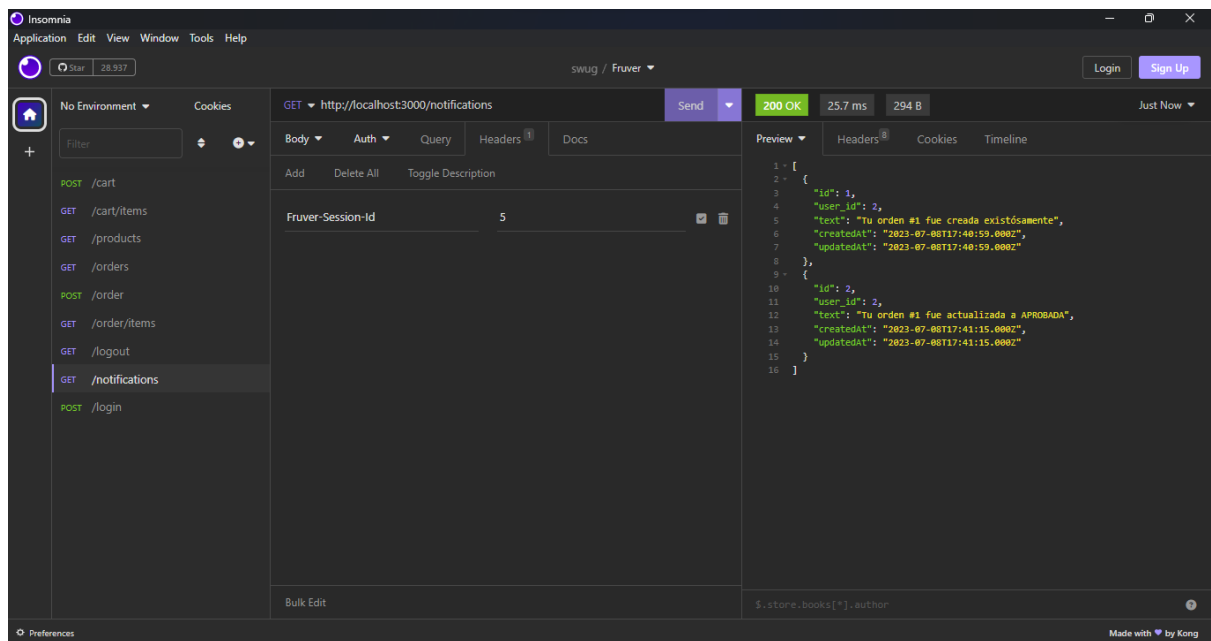 Insomnia
Application Edit View Window Tools Help
Star 28.937
swug / Fruver
Login Sign Up
No Environment
Cookies
Filter
POST /cart
GET /cart/items
GET /products
GET /orders
POST /order
GET /order/items
GET /logout
GET /notifications
POST /login
GET http://localhost:3000/notifications Send
Body Auth Query Headers 1 Docs
Add Delete All Toggle Description
Fruver-Session-Id 5
Bulk Edit
200 OK 25.7 ms 294 B Just Now
Preview Headers 8 Cookies Timeline
1 [
2 {
3 "id": 1,
4 "user_id": 2,
5 "text": "Tu orden #1 fue creada existósamente",
6 "createdAt": "2023-07-08T17:40:59.000Z",
7 "updatedAt": "2023-07-08T17:40:59.000Z"
8 },
9 {
10 "id": 2,
11 "user_id": 2,
12 "text": "Tu orden #1 fue actualizada a APROBADA",
13 "createdAt": "2023-07-08T17:41:15.000Z",
14 "updatedAt": "2023-07-08T17:41:15.000Z"
15 }
16 ]
$.store.books[*].author
Preferences
Made with by Kong